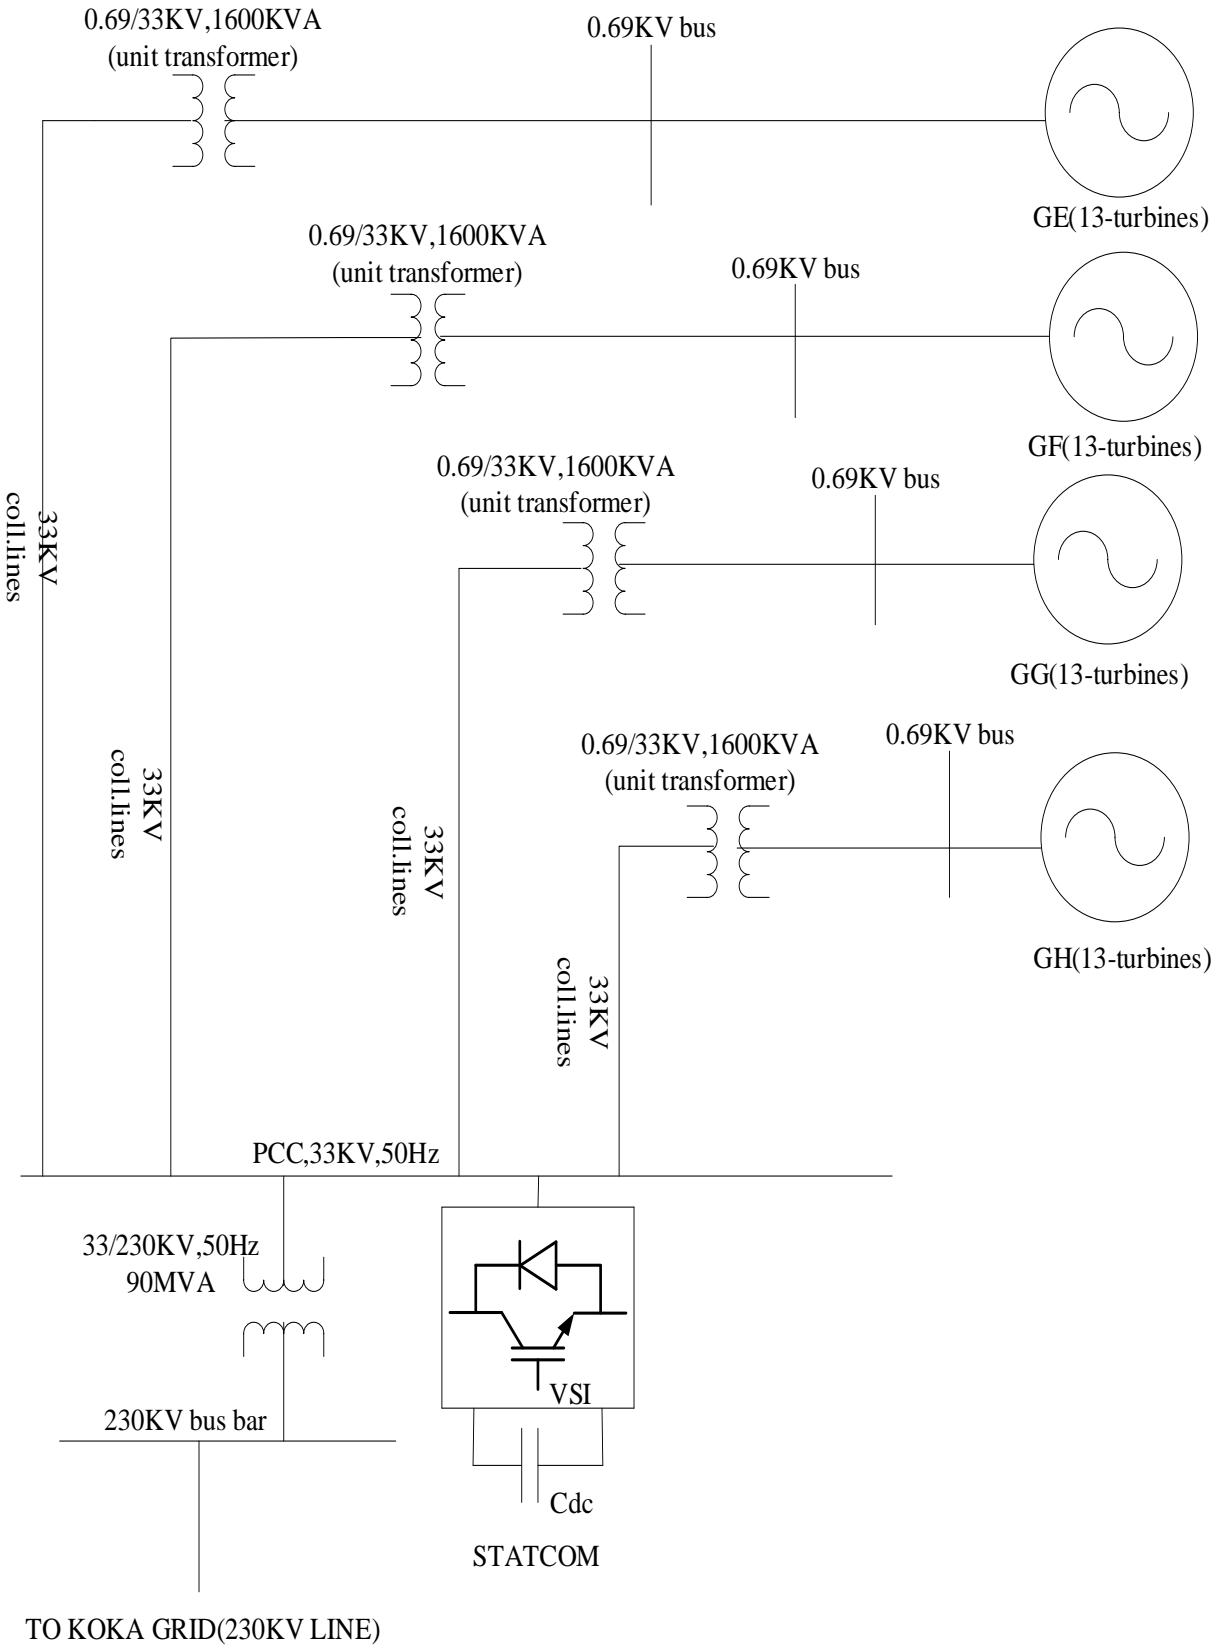 0.69/33KV,1600KVA
(unit transformer)
0.69KV bus
GE(13-turbines)
0.69/33KV,1600KVA
(unit transformer)
0.69KV bus
GF(13-turbines)
0.69/33KV,1600KVA
(unit transformer)
0.69KV bus
GG(13-turbines)
0.69/33KV,1600KVA
(unit transformer)
0.69KV bus
GH(13-turbines)
33KV
coll.lines
33KV
coll.lines
33KV
coll.lines
33KV
coll.lines
PCC,33KV,50Hz
33/230KV,50Hz
90MVA
VSI
230KV bus bar
Cdc
STATCOM
TO KOKA GRID(230KV LINE)